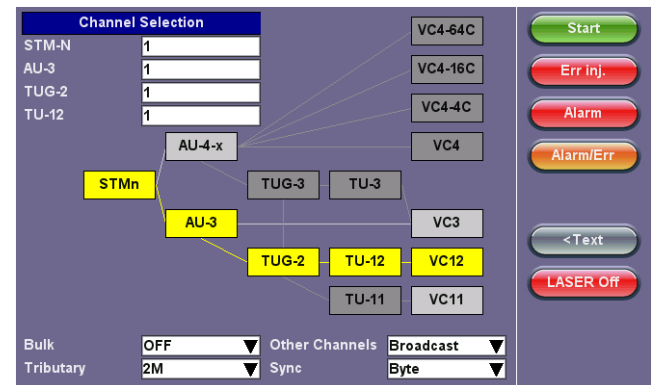 Channel Selection
STM-N 1
AU-3 1
TUG-2 1
TU-12 1
VC4-64C
VC4-16C
VC4-4C
AU-4-x VC4
STMn TUG-3 TU-3
AU-3 VC3
TUG-2 TU-12 VC12
TU-11 VC11
Bulk OFF Other Channels Broadcast
Tributary 2M Sync Byte
Start
Err inj.
Alarm
Alarm/Err
<Text
LASER Off